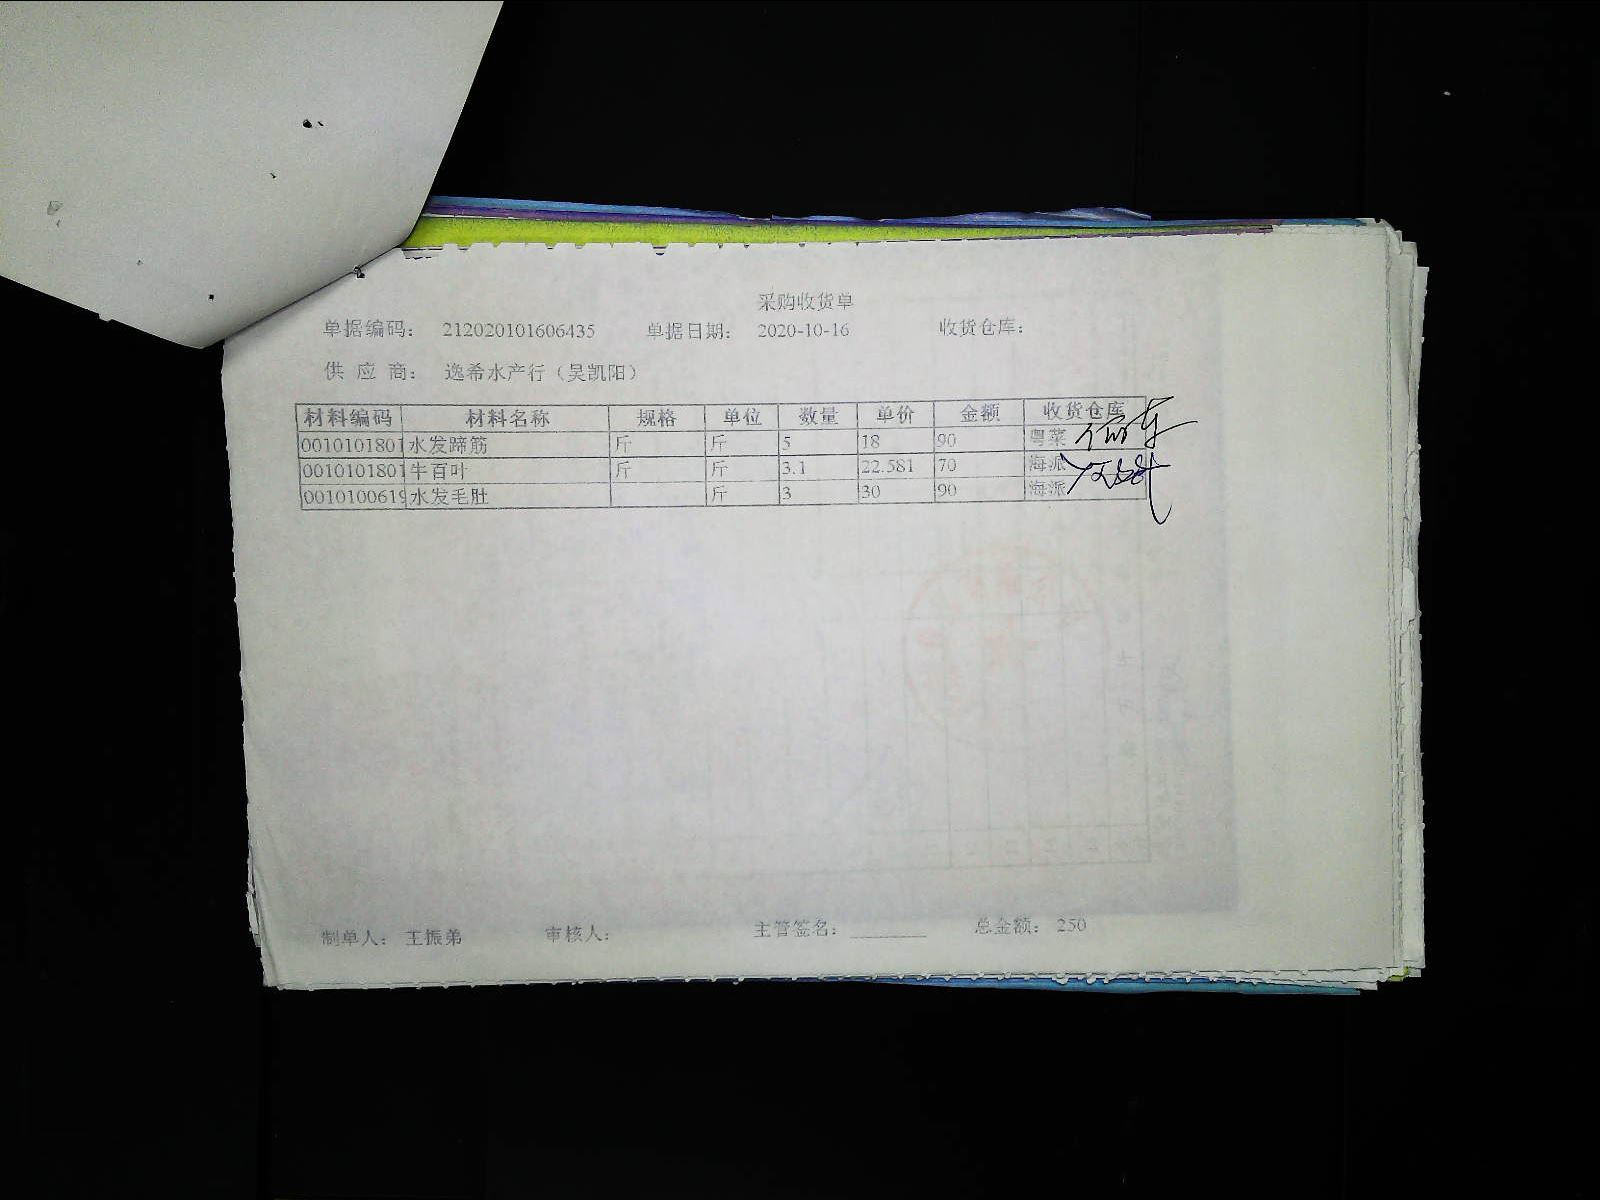 采购收货单
单据编码: 212020101606435 单据日期: 2020-10-16 收货仓库:
供 应 商: 逸希水产行（吴凯阳）
材料编码 材料名称 规格 单位 数量 单价 金额 收货仓库
0010101801 水发蹄筋 斤 斤 5 18 90 粤菜
0010101801 牛百叶 斤 斤 3.1 22.581 70 海派
0010100619 水发毛肚 斤 3 30 90 海派
制单人: 王振弟 审核人: 主管签名: ________ 总金额: 250